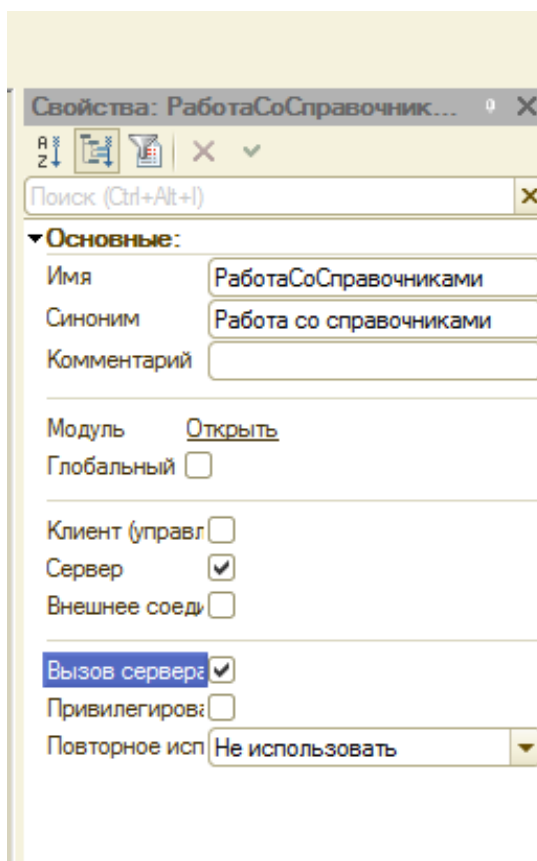 Свойства: РаботаСоСправочник...
Поиск (Ctrl+Alt+I)
Основные:
Имя РаботаСоСправочниками
Синоним Работа со справочниками
Комментарий
Модуль Открыть
Глобальный
Клиент (управл
Сервер
Внешнее соеди
Вызов сервера
Привилегирова
Повторное исп Не использовать